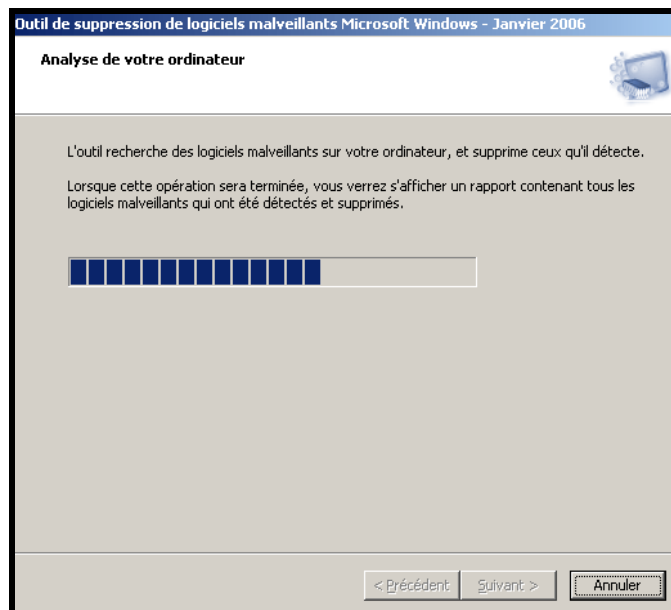 Outil de suppression de logiciels malveillants Microsoft Windows - Janvier 2006
Analyse de votre ordinateur
L'outil recherche des logiciels malveillants sur votre ordinateur, et supprime ceux qu'il détecte.
Lorsque cette opération sera terminée, vous verrez s'afficher un rapport contenant tous les
logiciels malveillants qui ont été détectés et supprimés.
< Précédent Suivant > Annuler